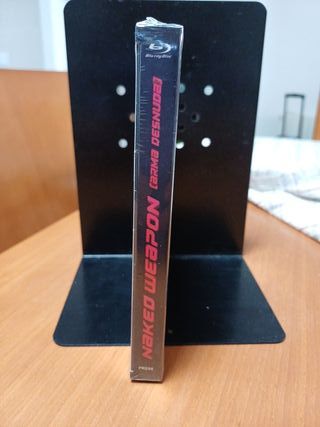 Blu-ray Disc
NAKED WEAPON (ARMA DESNUDA)